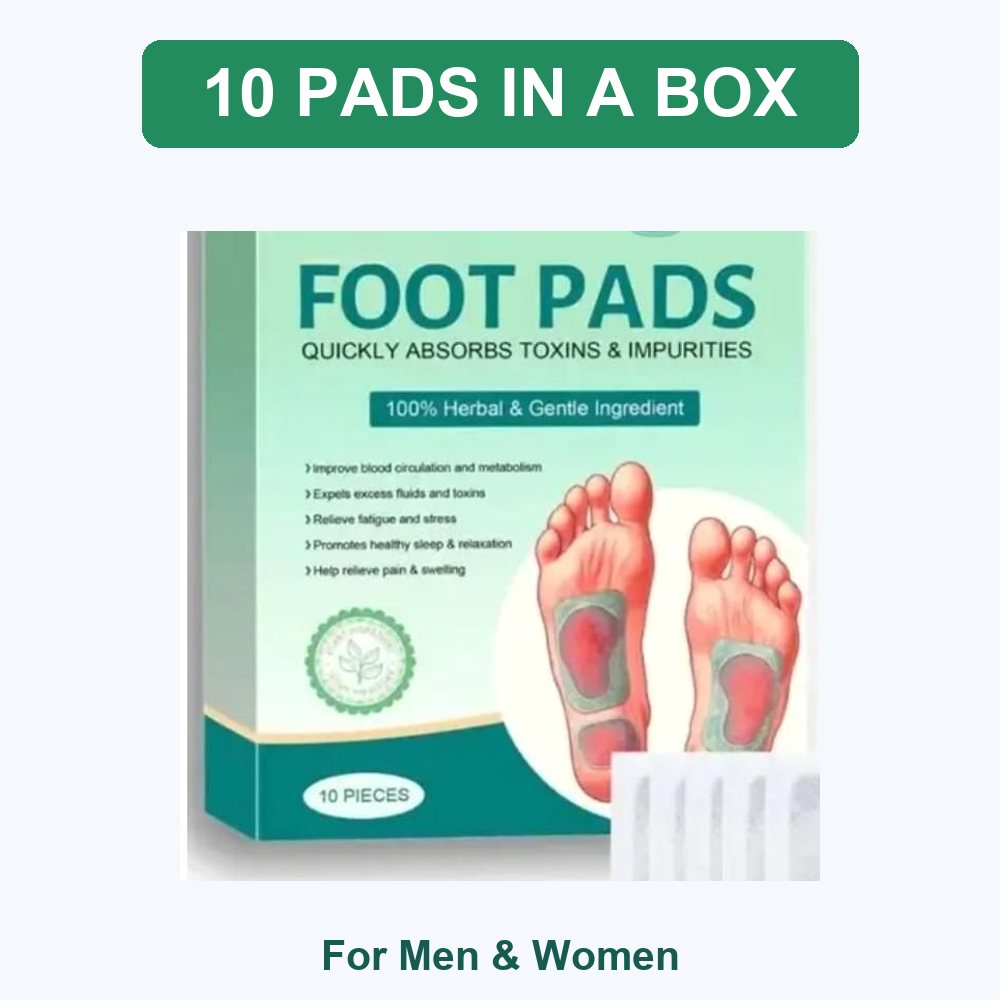 10 PADS IN A BOX
FOOT PADS
QUICKLY ABSORBS TOXINS & IMPURITIES
100% Herbal & Gentle Ingredient
Improve blood circulation and metabolism
Expels excess fluids and toxins
Relieve fatigue and stress
Promotes healthy sleep & relaxation
Help relieve pain & swelling
10 PIECES
For Men & Women